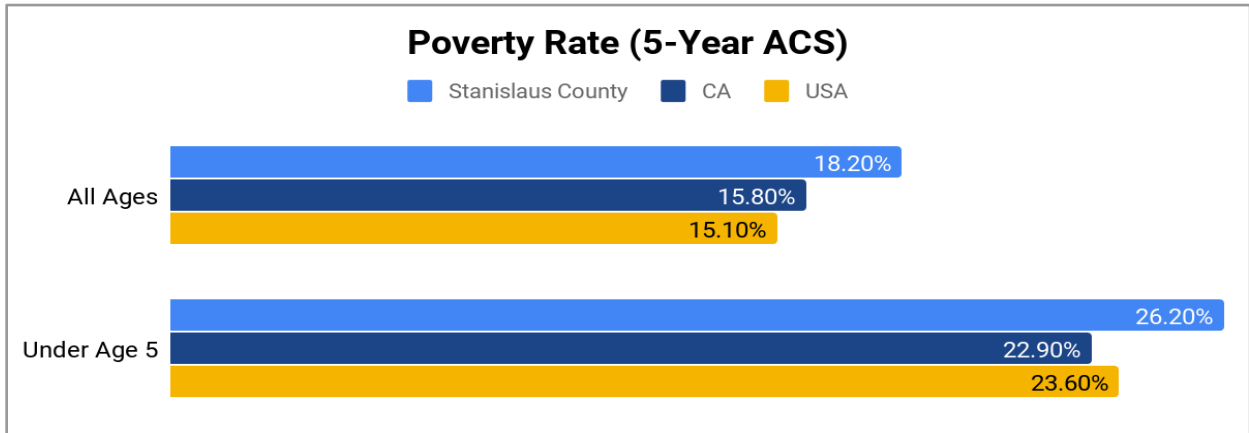 Poverty Rate (5-Year ACS)
Stanislaus County CA USA
18.20%
All Ages 15.80%
15.10%
26.20%
Under Age 5 22.90%
23.60%